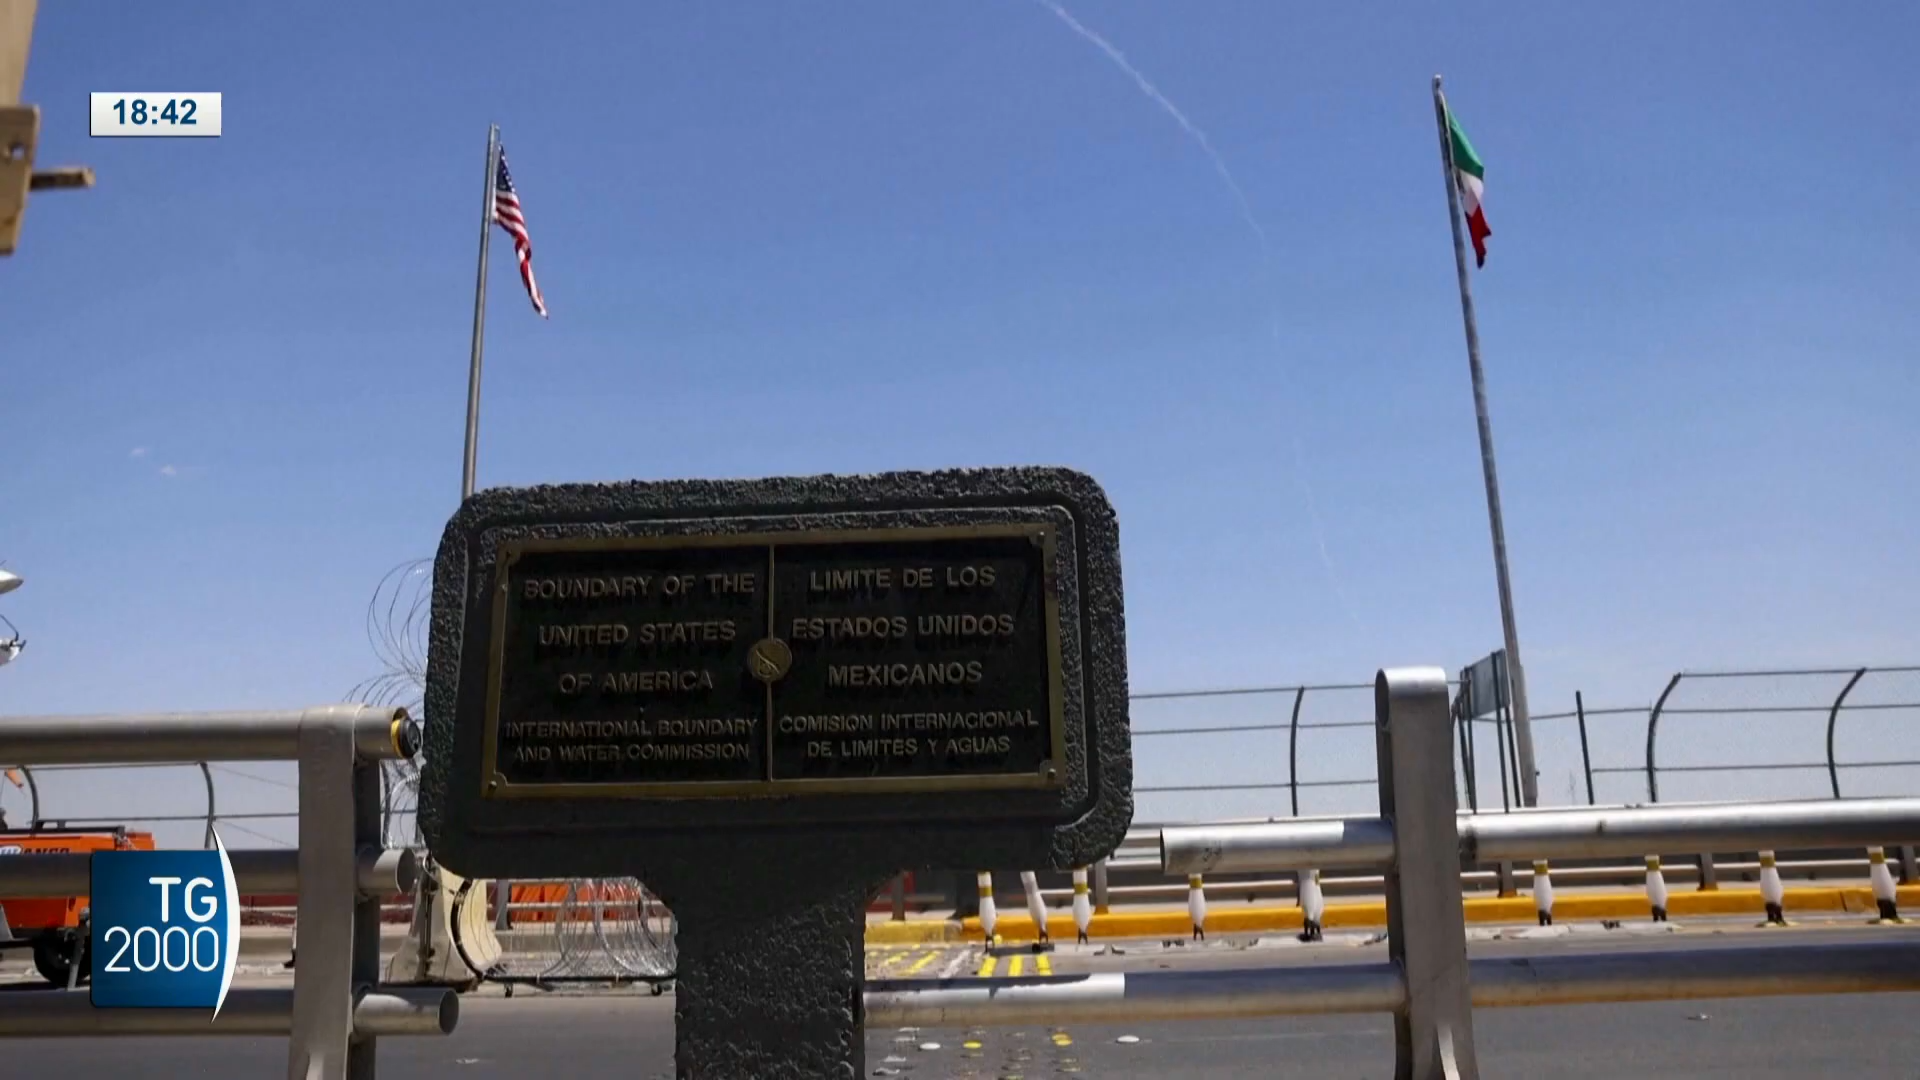 18:42
BOUNDARY OF THE
UNITED STATES
OF AMERICA
INTERNATIONAL BOUNDARY
AND WATER COMMISSION
LIMITE DE LOS
ESTADOS UNIDOS
MEXICANOS
COMISION INTERNACIONAL
DE LIMITES Y AGUAS
TG
2000